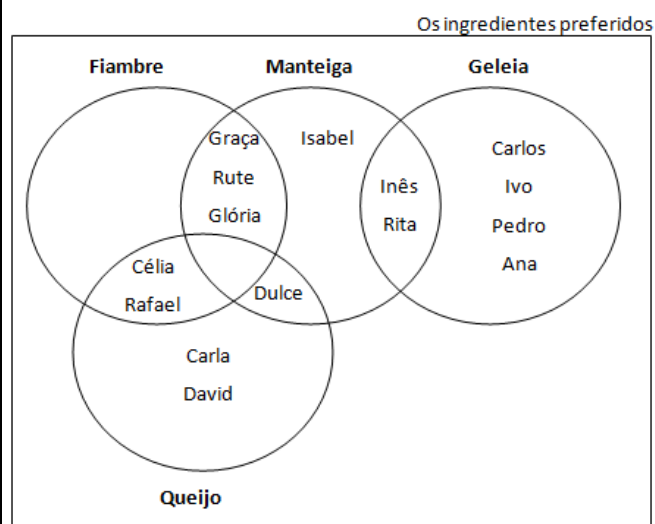 Os ingredientes preferidos
Fiambre
Manteiga
Geleia
Graça
Rute
Glória
Isabel
Inês
Rita
Carlos
Ivo
Pedro
Ana
Célia
Rafael
Dulce
Carla
David
Queijo